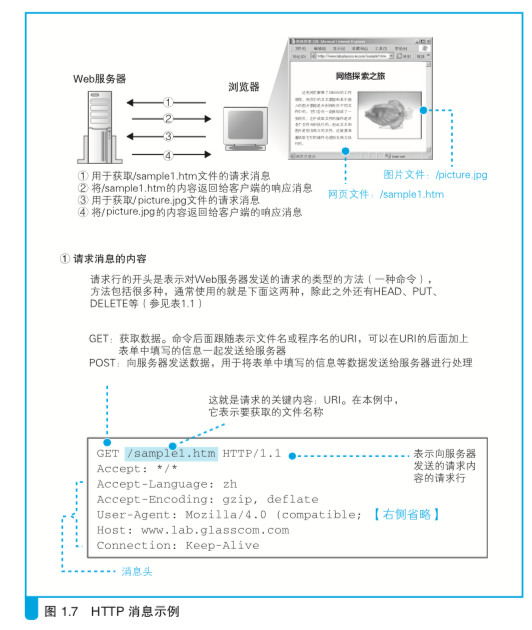 Web服务器
浏览器
①
②
③
④
网络探索之旅
图片文件：/picture.jpg
网页文件：/sample1.htm
① 用于获取/sample1.htm文件的请求消息
② 将/sample1.htm的内容返回给客户端的响应消息
③ 用于获取/picture.jpg文件的请求消息
④ 将/picture.jpg的内容返回给客户端的响应消息
① 请求消息的内容
请求行的开头是表示对Web服务器发送的请求的类型的方法（一种命令），
方法包括很多种，通常使用的就是下面这两种，除此之外还有HEAD、PUT、
DELETE等（参见表1.1）
GET：获取数据。命令后面跟随表示文件名或程序名的URI，可以在URI的后面加上
表单中填写的信息一起发送给服务器
POST：向服务器发送数据，用于将表单中填写的信息等数据发送给服务器进行处理
这就是请求的关键内容：URI。在本例中，
它表示要获取的文件名称
GET /sample1.htm HTTP/1.1
Accept: */*
Accept-Language: zh
Accept-Encoding: gzip, deflate
User-Agent: Mozilla/4.0 (compatible; 【右侧省略】
Host: www.lab.glasscom.com
Connection: Keep-Alive
表示向服务器
发送的请求内
容的请求行
消息头
图 1.7 HTTP 消息示例